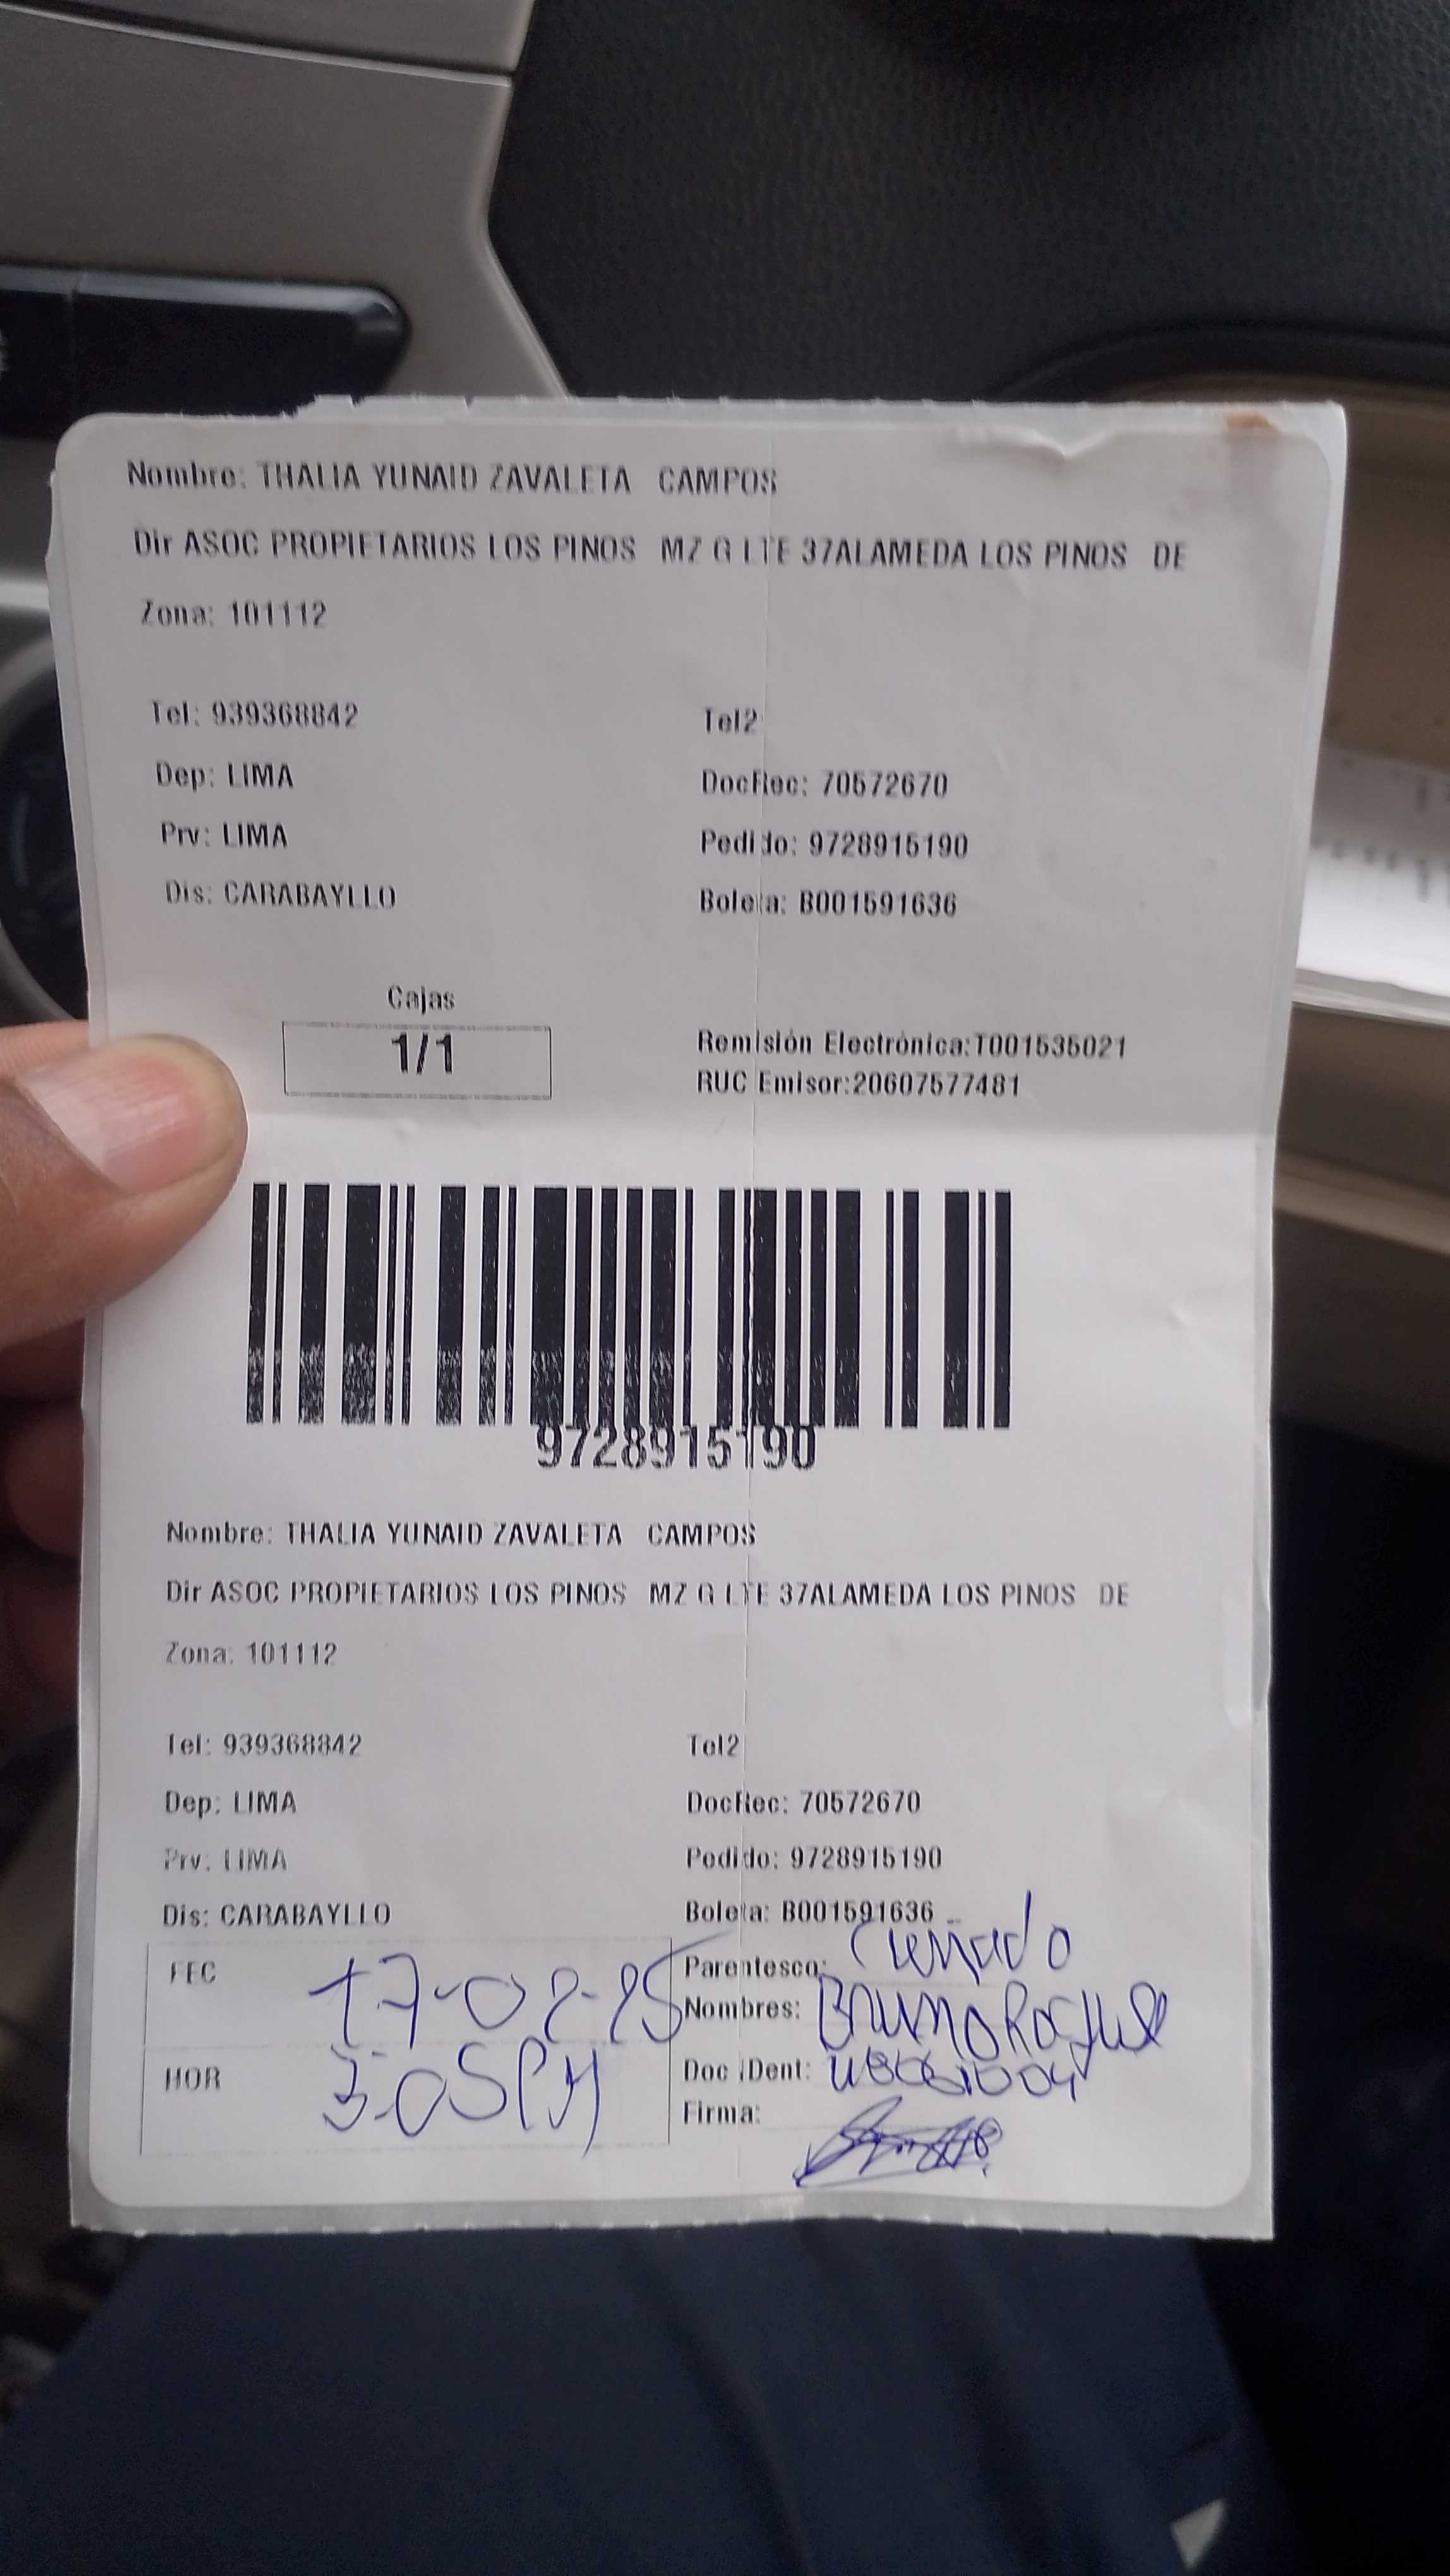 Nombre: THALIA YUNAID ZAVALETA CAMPOS
Dir ASOC PROPIETARIOS LOS PINOS MZ G LTE 37ALAMEDA LOS PINOS DE
Zona: 101112
Tel: 939368842 Tel2
Dep: LIMA DocRec: 70572670
Prv: LIMA Pedido: 9728915190
Dis: CARABAYLLO Boleta: B001591636
Cajas
1/1 Remisión Electrónica:T001535021
RUC Emisor:20607577481
9728915190
Nombre: THALIA YUNAID ZAVALETA CAMPOS
Dir ASOC PROPIETARIOS LOS PINOS MZ G LTE 37ALAMEDA LOS PINOS DE
Zona: 101112
Tel: 939368842 Tel2
Dep: LIMA DocRec: 70572670
Prv: LIMA Pedido: 9728915190
Dis: CARABAYLLO Boleta: B001591636
FEC 17-02-25 Parentesco:
Nombres: Bruno Roque
HOR 3:05PM Doc iDent:
Firma: